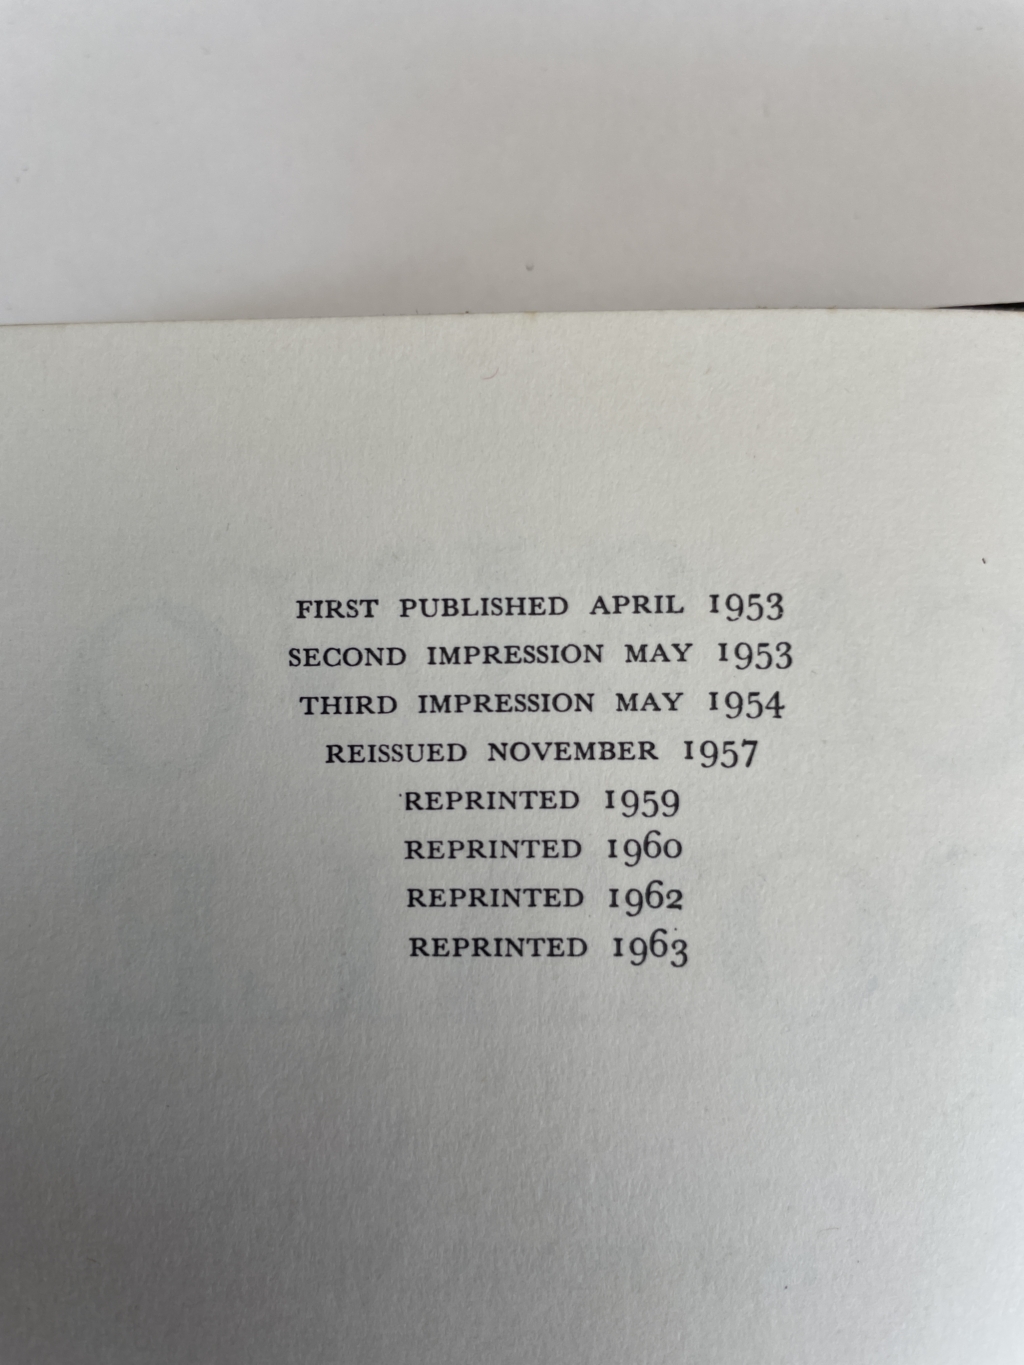 FIRST PUBLISHED APRIL 1953
SECOND IMPRESSION MAY 1953
THIRD IMPRESSION MAY 1954
REISSUED NOVEMBER 1957
REPRINTED 1959
REPRINTED 1960
REPRINTED 1962
REPRINTED 1963